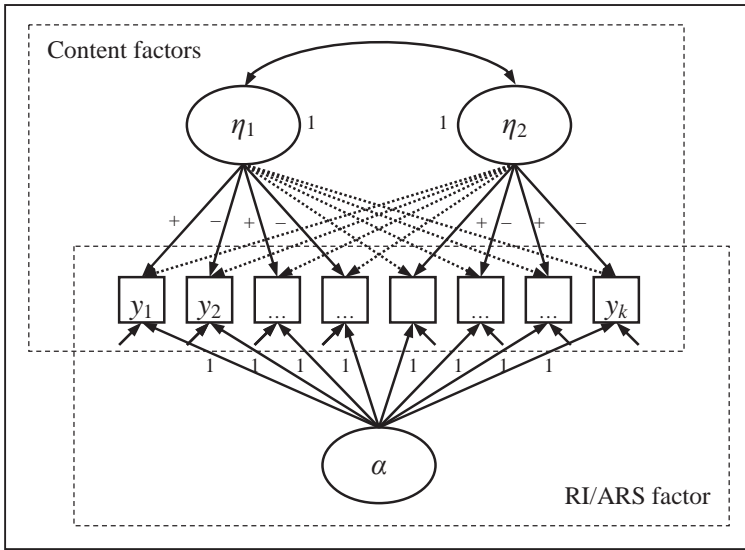 Content factors
η1 1 1 η2
+ − + − + − + −
y1 y2 ... ... ... ... yk
1 1 1 1 1 1 1 1
α
RI/ARS factor